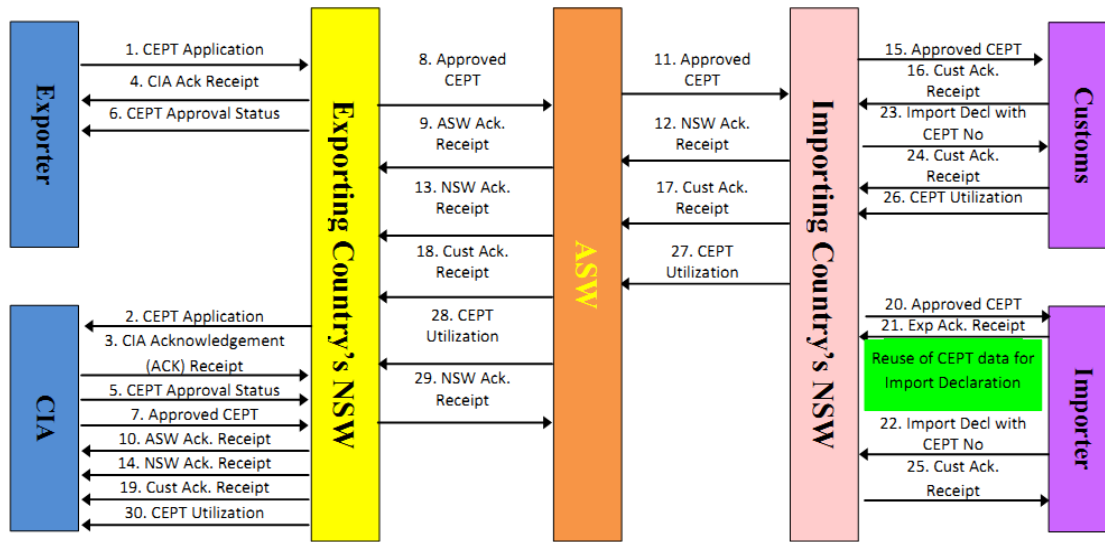 Exporter
1. CEPT Application
4. CIA Ack Receipt
6. CEPT Approval Status
CIA
2. CEPT Application
3. CIA Acknowledgement
(ACK) Receipt
5. CEPT Approval Status
7. Approved CEPT
10. ASW Ack. Receipt
14. NSW Ack. Receipt
19. Cust Ack. Receipt
30. CEPT Utilization
Exporting Country's NSW
8. Approved
CEPT
9. ASW Ack.
Receipt
13. NSW Ack.
Receipt
18. Cust Ack.
Receipt
28. CEPT
Utilization
29. NSW Ack.
Receipt
ASW
11. Approved
CEPT
12. NSW Ack.
Receipt
17. Cust Ack.
Receipt
27. CEPT
Utilization
Importing Country's NSW
15. Approved CEPT
16. Cust Ack.
Receipt
23. Import Decl with
CEPT No
24. Cust Ack.
Receipt
26. CEPT Utilization
Customs
20. Approved CEPT
21. Exp Ack. Receipt
Reuse of CEPT data for
Import Declaration
22. Import Decl with
CEPT No
25. Cust Ack.
Receipt
Importer